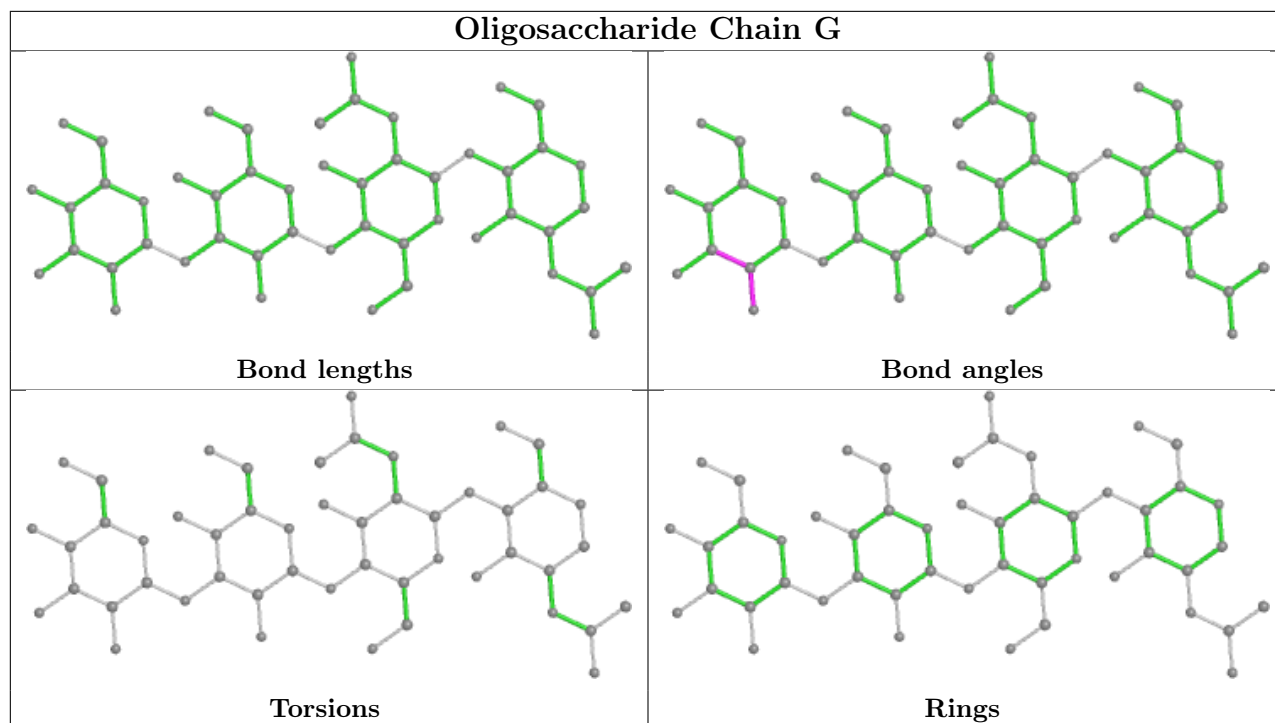 Oligosaccharide Chain G
Bond lengths
Bond angles
Torsions
Rings